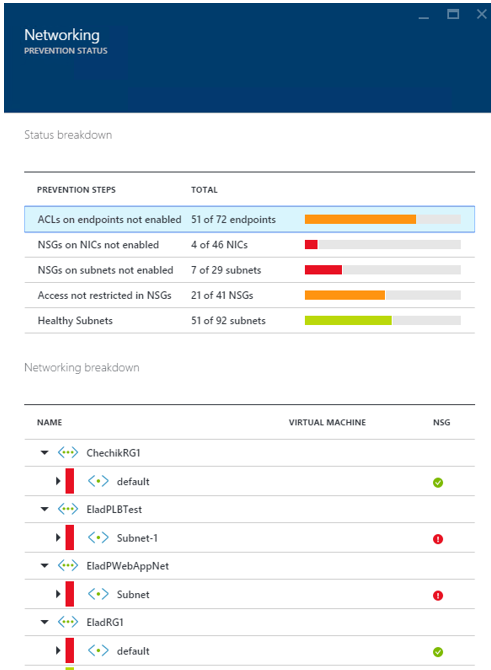 Networking
PREVENTION STATUS
Status breakdown
PREVENTION STEPS TOTAL
ACLs on endpoints not enabled 51 of 72 endpoints
NSGs on NICs not enabled 4 of 46 NICs
NSGs on subnets not enabled 7 of 29 subnets
Access not restricted in NSGs 21 of 41 NSGs
Healthy Subnets 51 of 92 subnets
Networking breakdown
NAME VIRTUAL MACHINE NSG
ChechikRG1
default
EladPLBTest
Subnet-1
EladPWebAppNet
Subnet
EladRG1
default